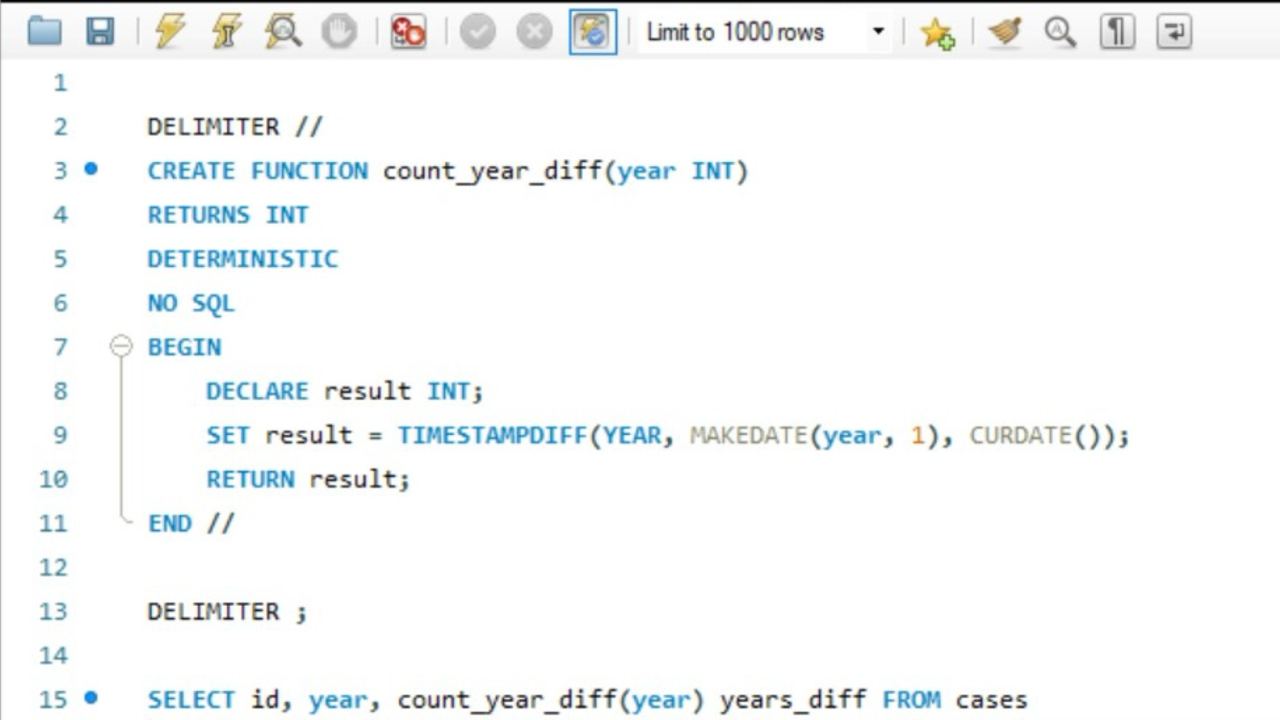 Limit to 1000 rows
1
2 DELIMITER //
3 CREATE FUNCTION count_year_diff(year INT)
4 RETURNS INT
5 DETERMINISTIC
6 NO SQL
7 BEGIN
8 DECLARE result INT;
9 SET result = TIMESTAMPDIFF(YEAR, MAKEDATE(year, 1), CURDATE());
10 RETURN result;
11 END //
12
13 DELIMITER ;
14
15 SELECT id, year, count_year_diff(year) years_diff FROM cases